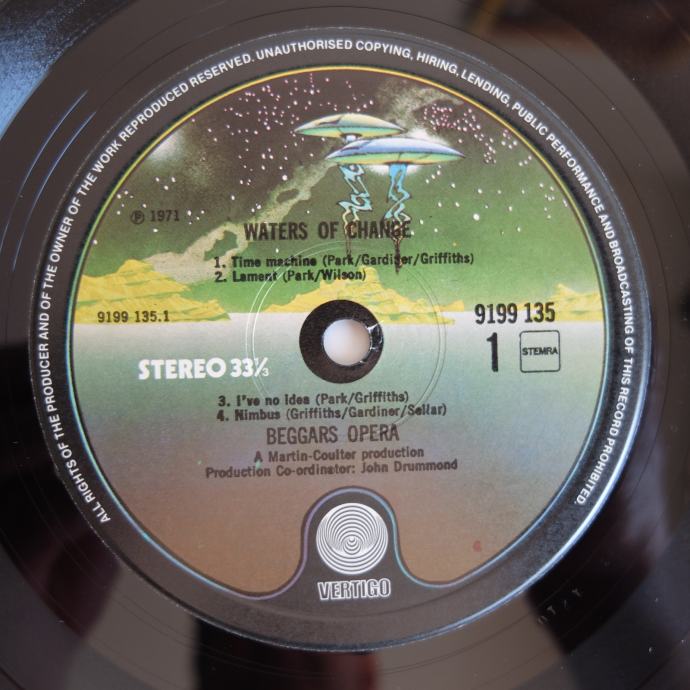 ALL RIGHTS OF THE PRODUCER AND OF THE OWNER OF THE WORK REPRODUCED RESERVED. UNAUTHORISED COPYING, HIRING, LENDING, PUBLIC PERFORMANCE AND BROADCASTING OF THIS RECORD PROHIBITED.
℗ 1971
WATERS OF CHANGE
1. Time machine (Park/Gardiner/Griffiths)
2. Lament (Park/Wilson)
9199 135.1
9199 135
1 STEMRA
STEREO 33⅓
3. I've no idea (Park/Griffiths)
4. Nimbus (Griffiths/Gardiner/Sellar)
BEGGARS OPERA
A Martin-Coulter production
Production Co-ordinator: John Drummond
VERTIGO